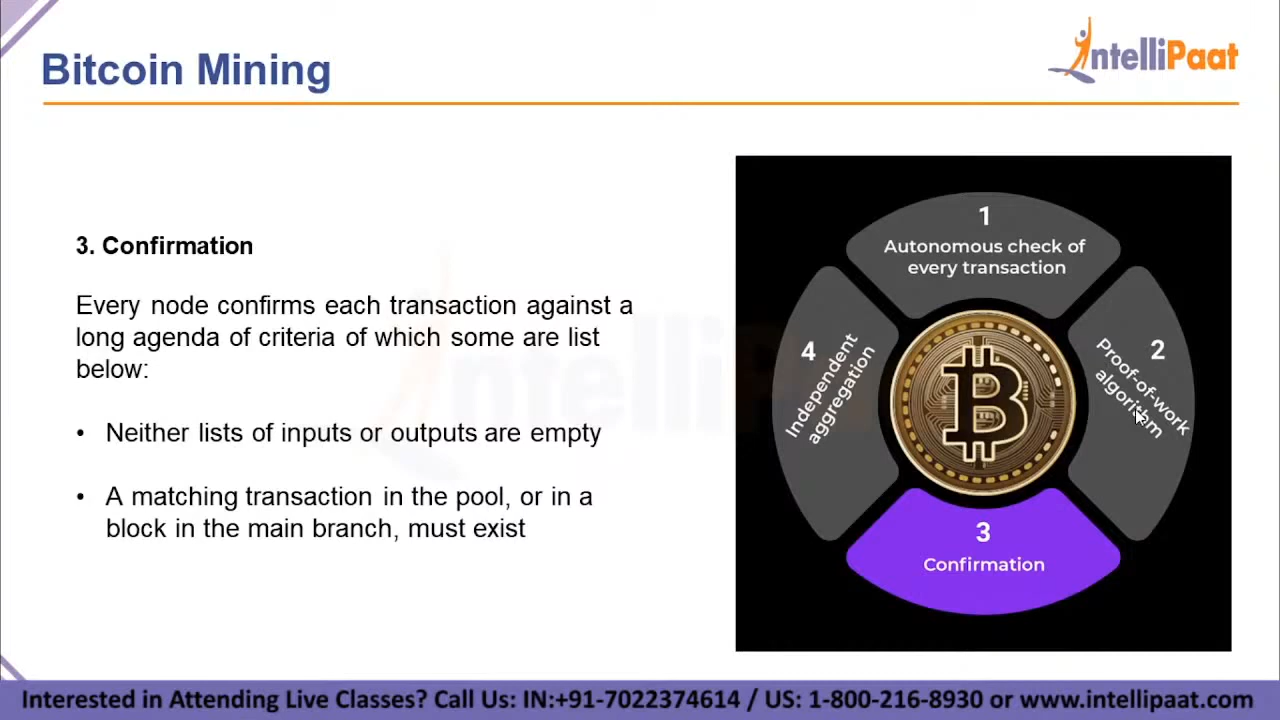 Bitcoin Mining
IntelliPaat
3. Confirmation
Every node confirms each transaction against a
long agenda of criteria of which some are list
below:
• Neither lists of inputs or outputs are empty
• A matching transaction in the pool, or in a
block in the main branch, must exist
1
Autonomous check of
every transaction
2
Proof-of-work
algorithm
3
Confirmation
4
Independent
aggregation
Interested in Attending Live Classes? Call Us: IN:+91-7022374614 / US: 1-800-216-8930 or www.intellipaat.com